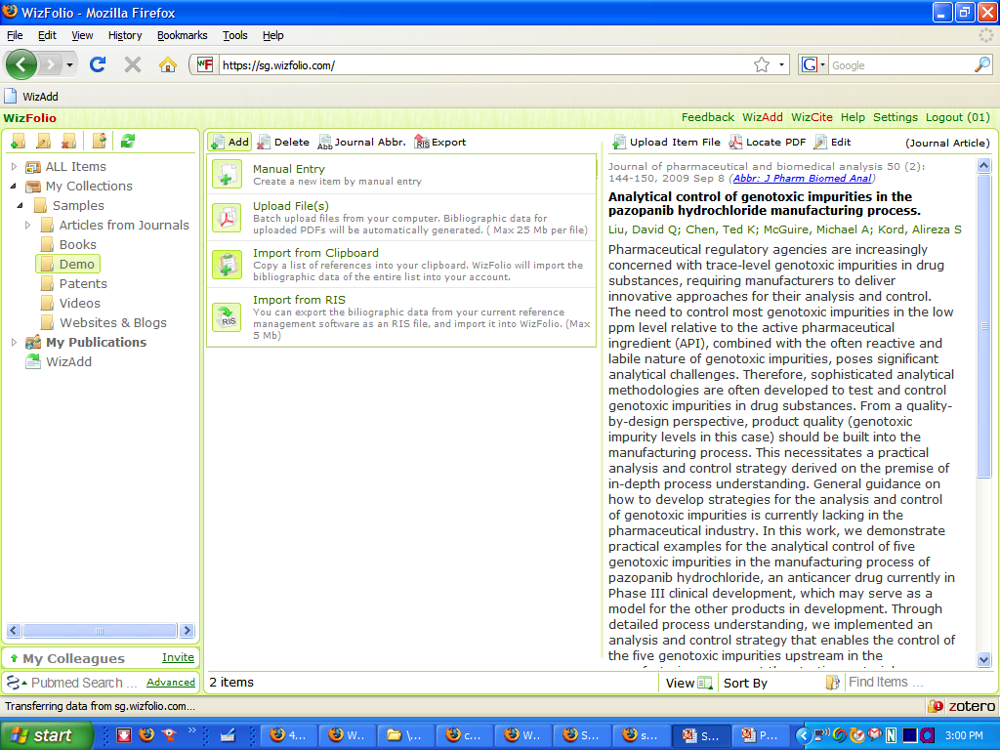 WizFolio - Mozilla Firefox
File Edit View History Bookmarks Tools Help
https://sg.wizfolio.com/
Google
WizAdd
WizFolio
Feedback WizAdd WizCite Help Settings Logout (01)
ALL Items
My Collections
Samples
Articles from Journals
Books
Demo
Patents
Videos
Websites & Blogs
My Publications
WizAdd
My Colleagues Invite
Pubmed Search ... Advanced
Add Delete Journal Abbr. Export
Manual Entry
Create a new item by manual entry
Upload File(s)
Batch upload files from your computer. Bibliographic data for
uploaded PDFs will be automatically generated. ( Max 25 Mb per file)
Import from Clipboard
Copy a list of references into your clipboard. WizFolio will import the
bibliographic data of the entire list into your account.
Import from RIS
You can export the biliographic data from your current reference
management software as an RIS file, and import it into WizFolio. (Max
5 Mb)
Upload Item File Locate PDF Edit (Journal Article)
Journal of pharmaceutical and biomedical analysis 50 (2):
144-150, 2009 Sep 8 (Abbr: J Pharm Biomed Anal)
Analytical control of genotoxic impurities in the
pazopanib hydrochloride manufacturing process.
Liu, David Q; Chen, Ted K; McGuire, Michael A; Kord, Alireza S
Pharmaceutical regulatory agencies are increasingly
concerned with trace-level genotoxic impurities in drug
substances, requiring manufacturers to deliver
innovative approaches for their analysis and control.
The need to control most genotoxic impurities in the low
ppm level relative to the active pharmaceutical
ingredient (API), combined with the often reactive and
labile nature of genotoxic impurities, poses significant
analytical challenges. Therefore, sophisticated analytical
methodologies are often developed to test and control
genotoxic impurities in drug substances. From a quality-
by-design perspective, product quality (genotoxic
impurity levels in this case) should be built into the
manufacturing process. This necessitates a practical
analysis and control strategy derived on the premise of
in-depth process understanding. General guidance on
how to develop strategies for the analysis and control
of genotoxic impurities is currently lacking in the
pharmaceutical industry. In this work, we demonstrate
practical examples for the analytical control of five
genotoxic impurities in the manufacturing process of
pazopanib hydrochloride, an anticancer drug currently in
Phase III clinical development, which may serve as a
model for the other products in development. Through
detailed process understanding, we implemented an
analysis and control strategy that enables the control of
the five genotoxic impurities upstream in the
2 items
View Sort By Find Items ...
Transferring data from sg.wizfolio.com...
zotero
start
4... W... \... c... W... S... s... S... P...
3:00 PM